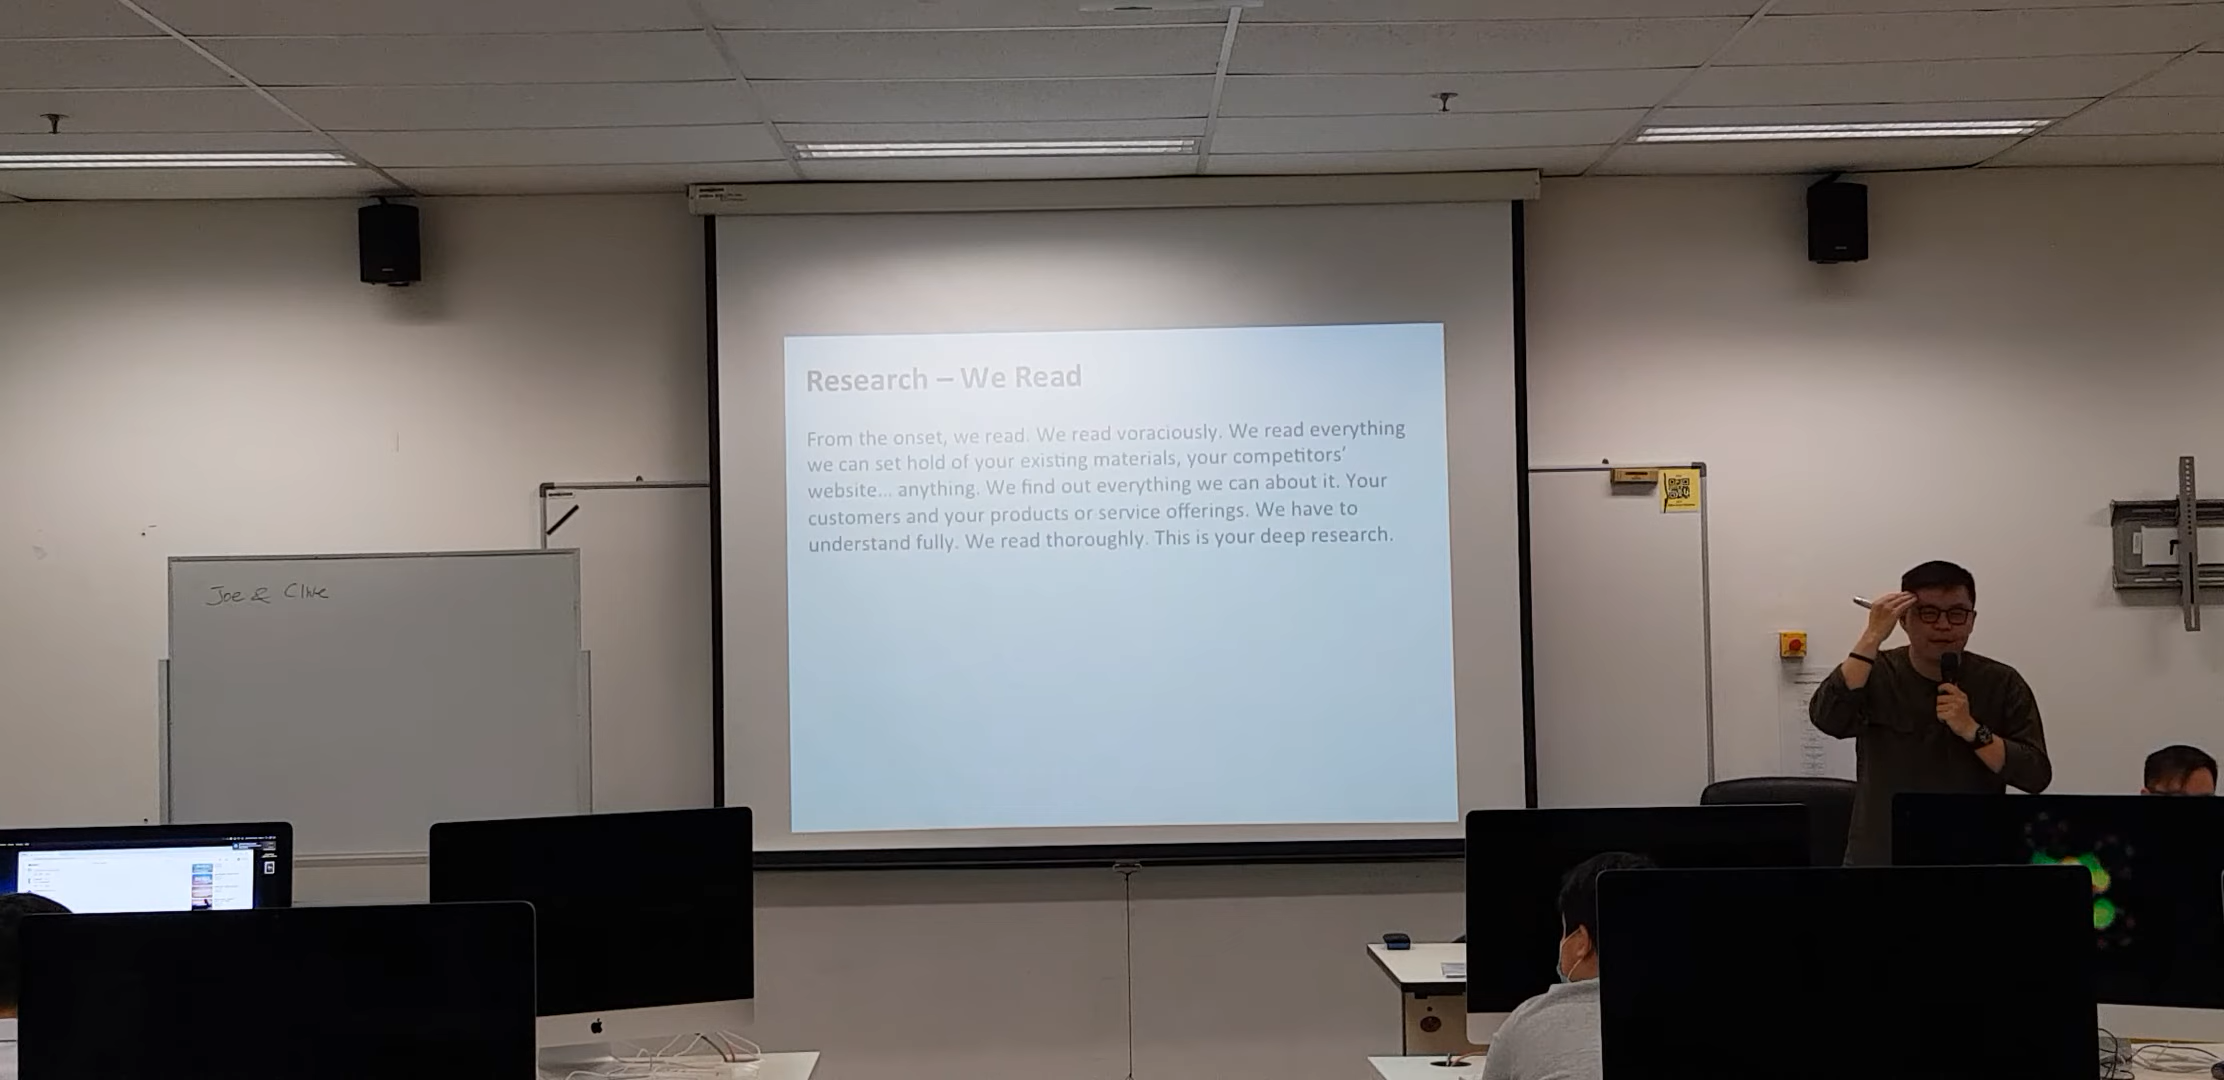 Research – We Read
From the onset, we read. We read voraciously. We read everything
we can set hold of your existing materials, your competitors’
website... anything. We find out everything we can about it. Your
customers and your products or service offerings. We have to
understand fully. We read thoroughly. This is your deep research.
Joe & Clive